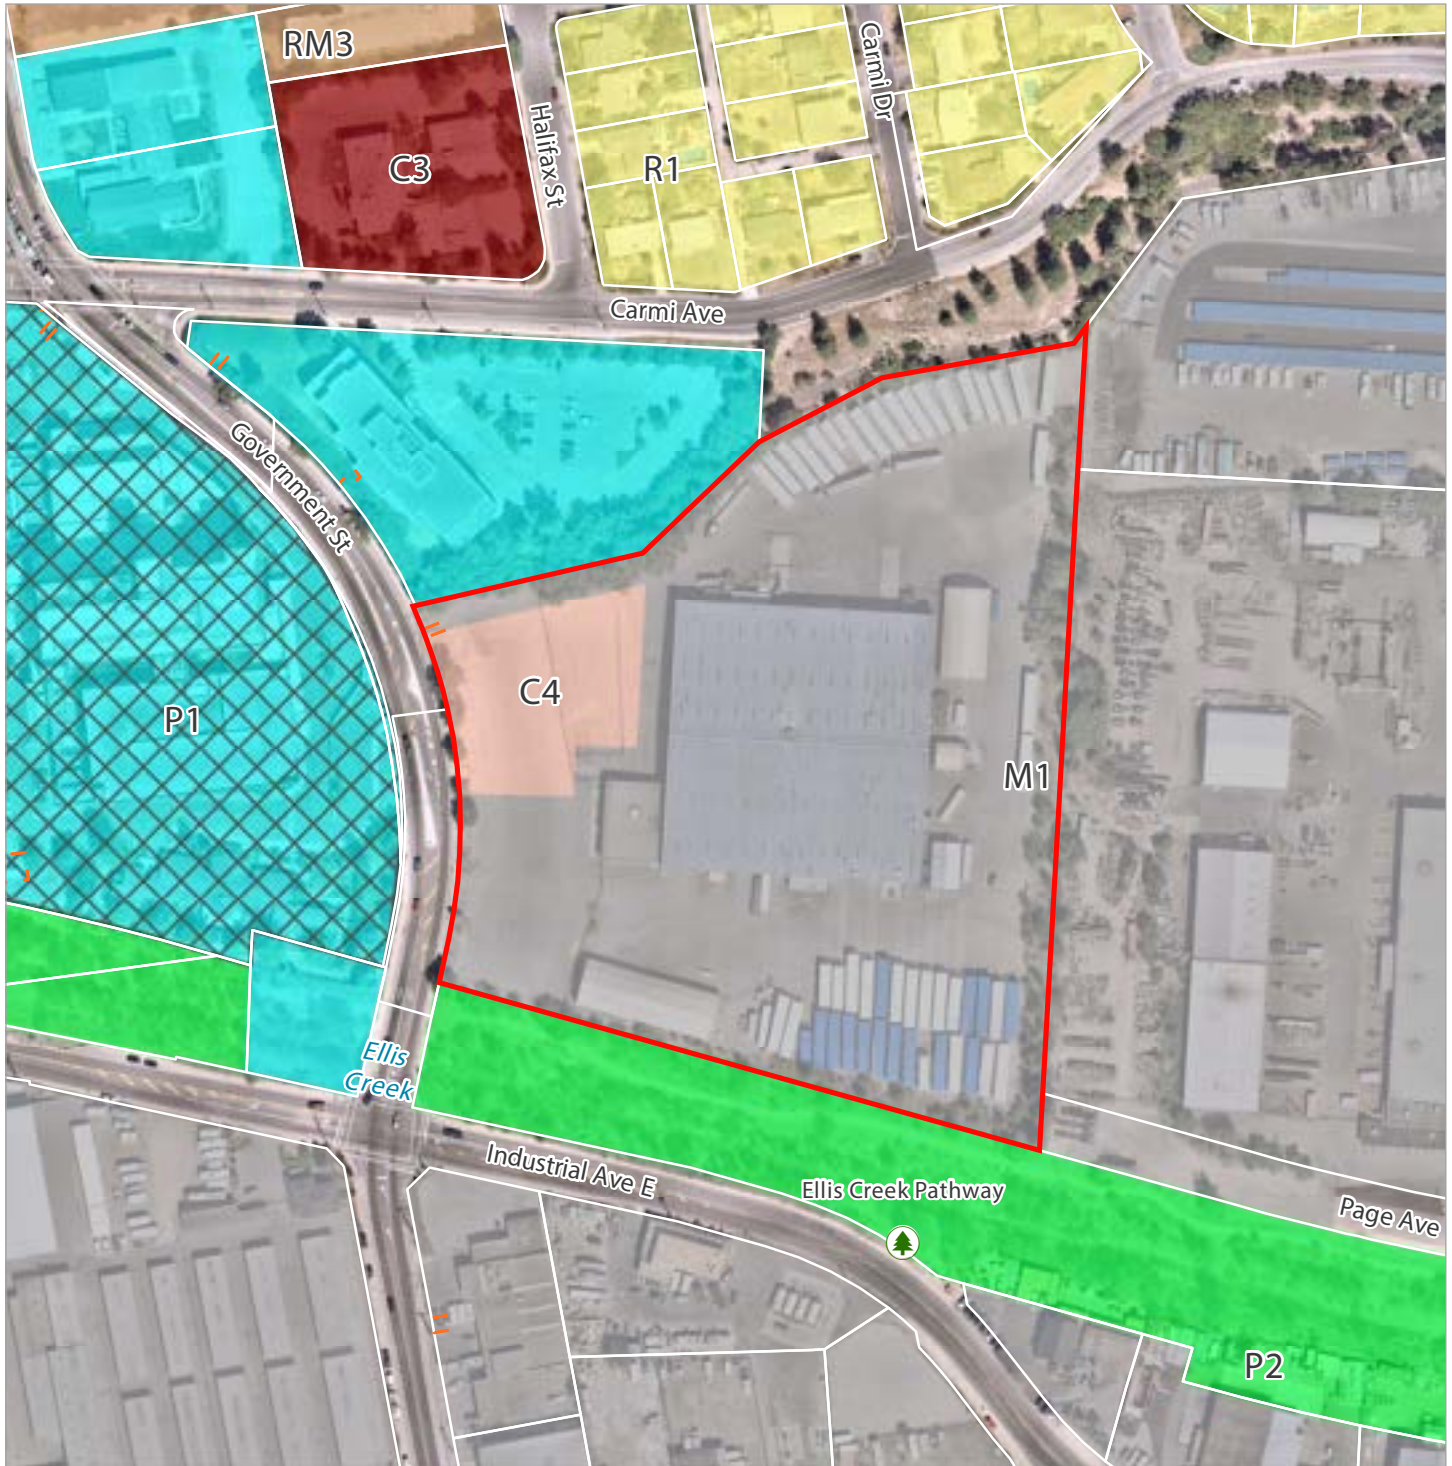 RM3
Carmi Dr
Halifax St
C3
R1
Carmi Ave
Government St
C4
P1
M1
Ellis
Creek
Industrial Ave E
Ellis Creek Pathway
Page Ave
P2